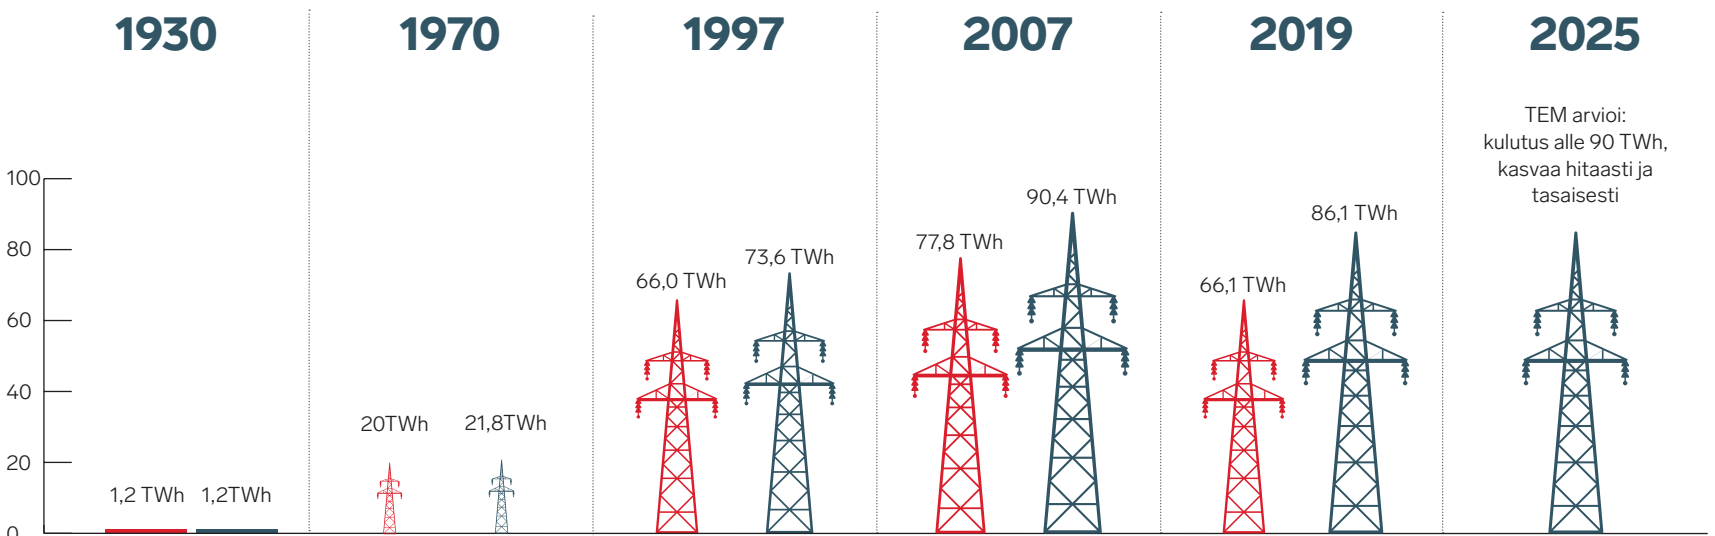 1930
1970
1997
2007
2019
2025
TEM arvioi:
kulutus alle 90 TWh,
kasvaa hitaasti ja
tasaisesti
100
80
60
40
20
0
1,2 TWh
1,2TWh
20TWh
21,8TWh
66,0 TWh
73,6 TWh
77,8 TWh
90,4 TWh
66,1 TWh
86,1 TWh